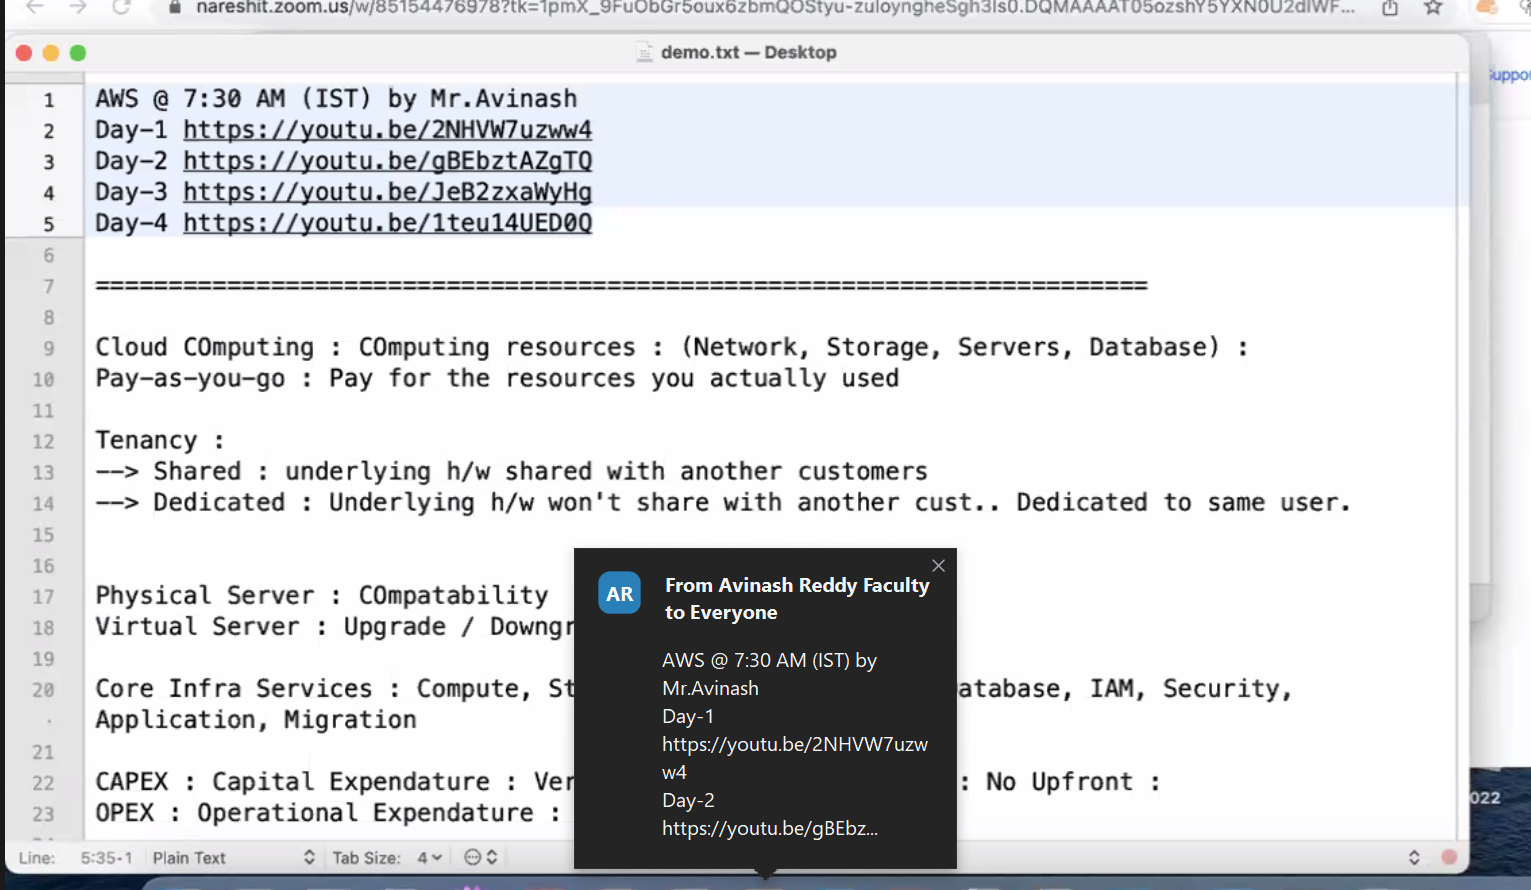 nareshit.zoom.us/w/85154476978?tk=1pmX_9FuObGr5oux6zbmQOStyu-zuloyngheSgh3ls0.DQMAAAAT05ozshY5YXN0U2dlWF...
demo.txt — Desktop
Suppor
1 AWS @ 7:30 AM (IST) by Mr.Avinash
2 Day-1 https://youtu.be/2NHVW7uzww4
3 Day-2 https://youtu.be/gBEbztAZgTQ
4 Day-3 https://youtu.be/JeB2zxaWyHg
5 Day-4 https://youtu.be/1teu14UED0Q
6
7 ========================================================================
8
9 Cloud COmputing : COmputing resources : (Network, Storage, Servers, Database) :
10 Pay-as-you-go : Pay for the resources you actually used
11
12 Tenancy :
13 --> Shared : underlying h/w shared with another customers
14 --> Dedicated : Underlying h/w won't share with another cust.. Dedicated to same user.
15
16
17 Physical Server : COmpatability
18 Virtual Server : Upgrade / Downgr
19
20 Core Infra Services : Compute, St atabase, IAM, Security,
Application, Migration
21
22 CAPEX : Capital Expendature : Ver : No Upfront :
23 OPEX : Operational Expendature :
AR
From Avinash Reddy Faculty
to Everyone
AWS @ 7:30 AM (IST) by
Mr.Avinash
Day-1
https://youtu.be/2NHVW7uzw
w4
Day-2
https://youtu.be/gBEbz...
022
Line: 5:35-1 Plain Text Tab Size: 4